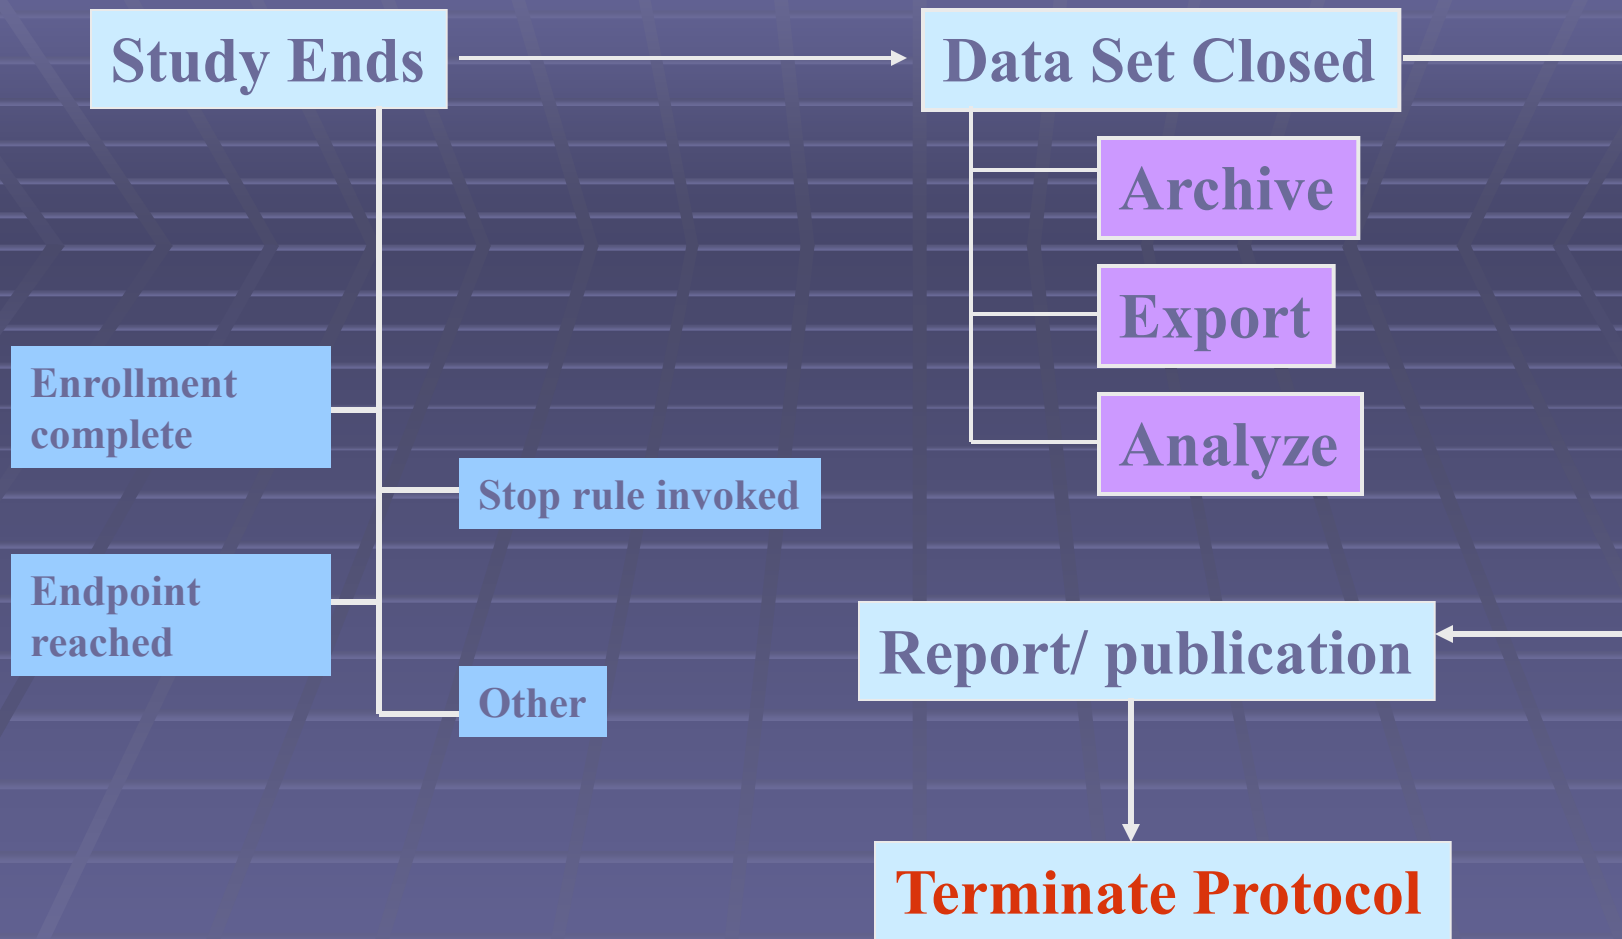 Study Ends
Data Set Closed
Archive
Export
Analyze
Enrollment
complete
Stop rule invoked
Endpoint
reached
Other
Report/ publication
Terminate Protocol